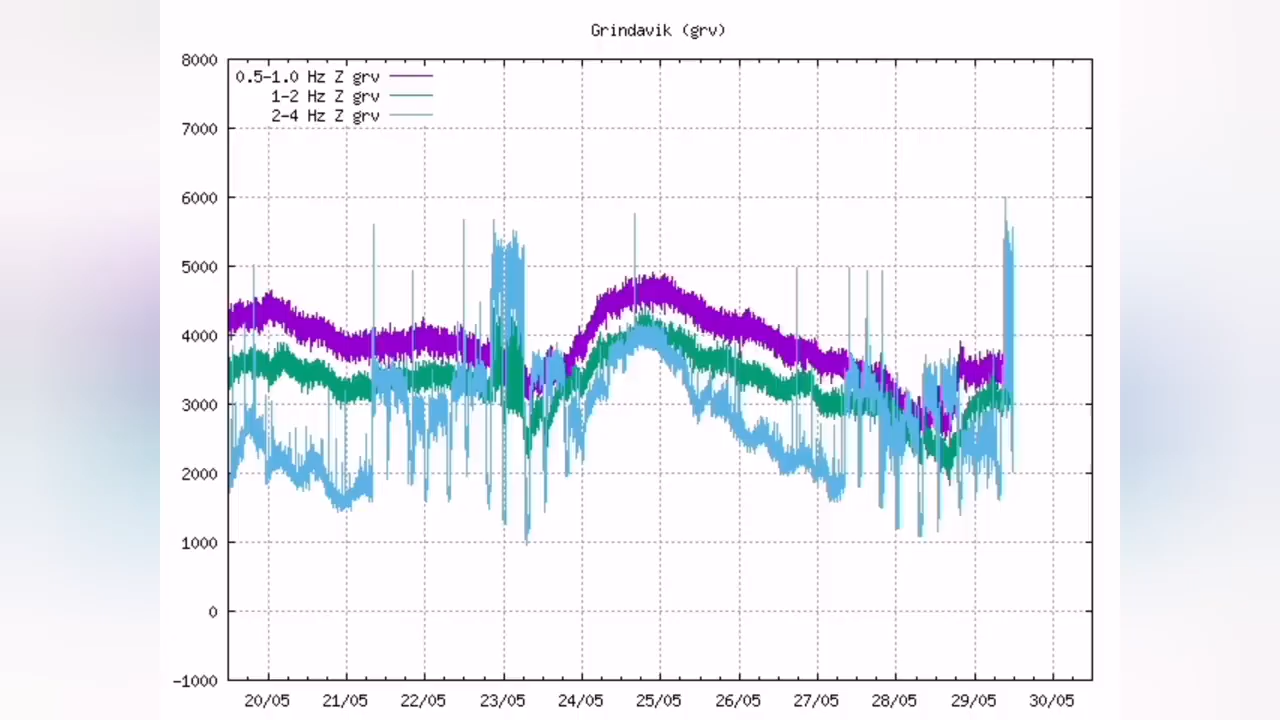 Grindavik (grv)
8000
7000
6000
5000
4000
3000
2000
1000
0
-1000
0.5-1.0 Hz Z grv
1-2 Hz Z grv
2-4 Hz Z grv
20/05 21/05 22/05 23/05 24/05 25/05 26/05 27/05 28/05 29/05 30/05